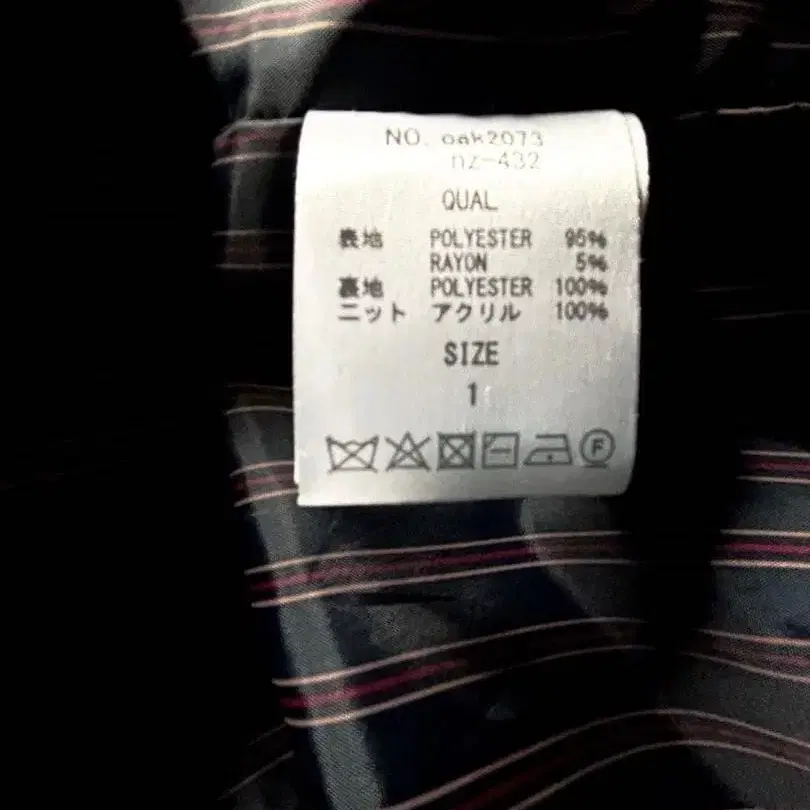 NO. oak2073
nz-432
QUAL
表地 POLYESTER 95%
RAYON 5%
裏地 POLYESTER 100%
ニット アクリル 100%
SIZE
1
F